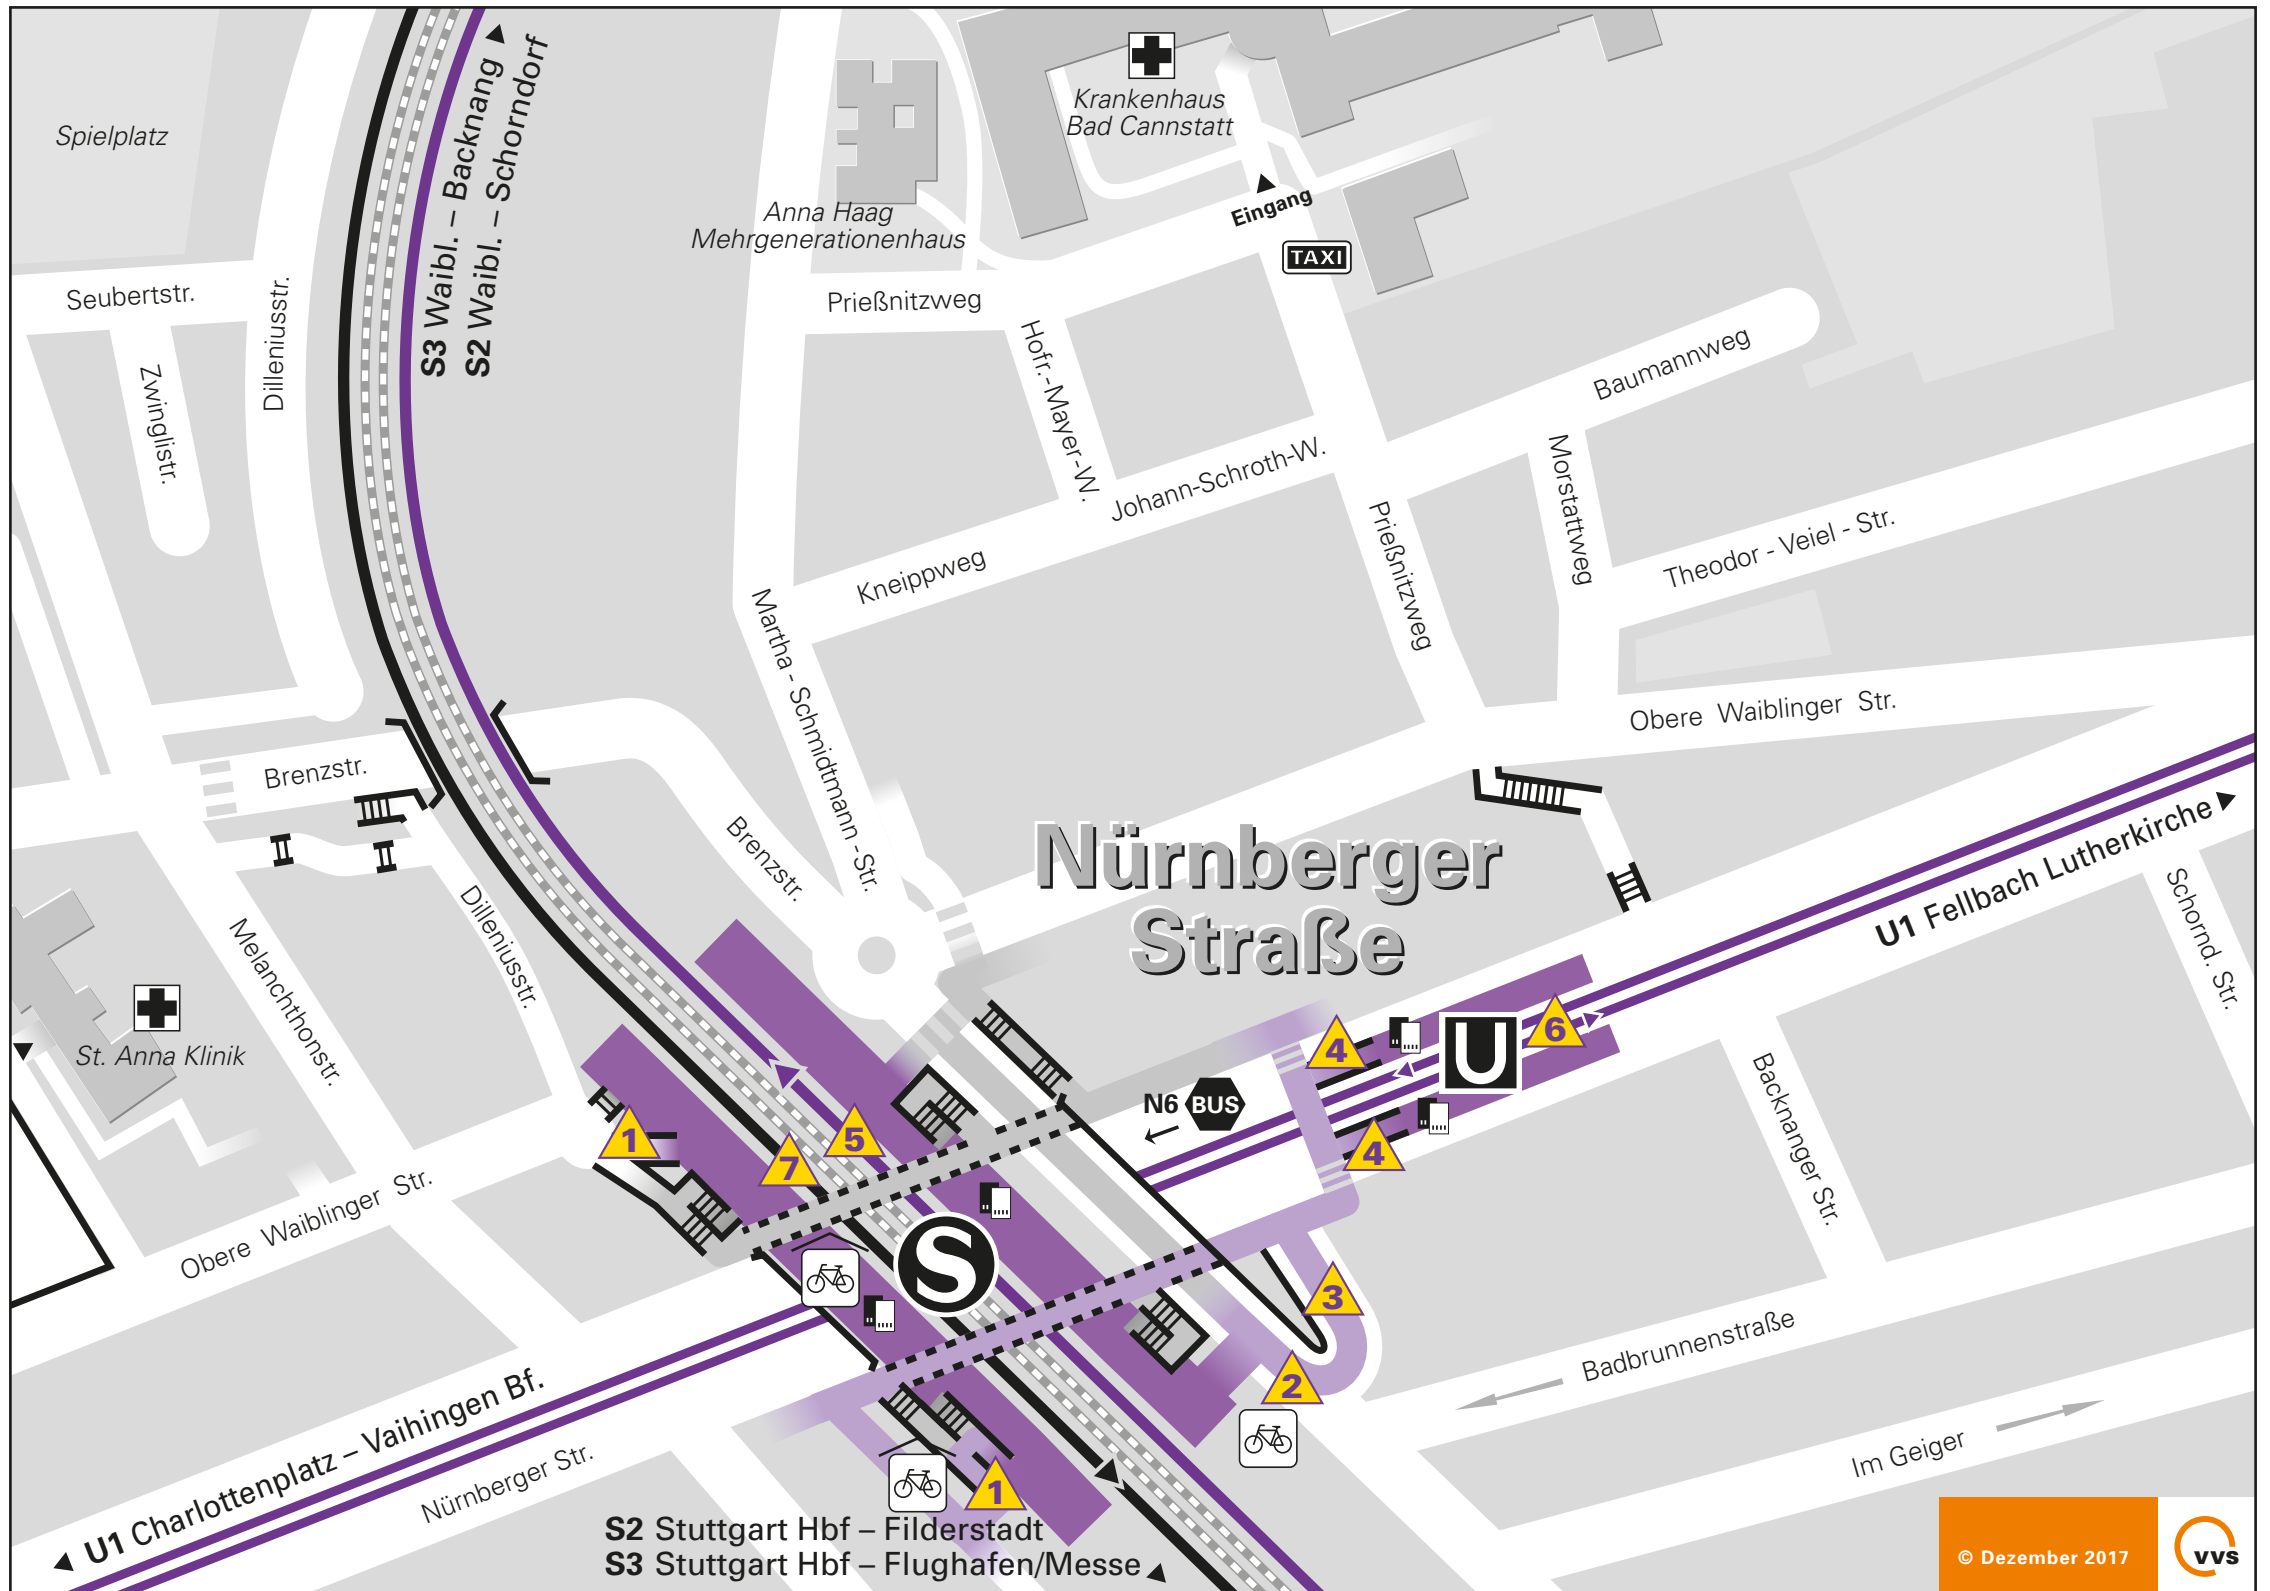 Spielplatz
S3 Waibl. – Backnang
S2 Waibl. – Schorndorf
Krankenhaus
Bad Cannstatt
Anna Haag
Mehrgenerationenhaus
Eingang
TAXI
Seubertstr.
Dilleniusstr.
Zwinglistr.
Prießnitzweg
Hofr.-Mayer-W.
Baumannweg
Johann-Schroth-W.
Morstattweg
Prießnitzweg
Theodor - Veiel - Str.
Kneippweg
Martha - Schmidtmann - Str.
Obere Waiblinger Str.
Brenzstr.
Brenzstr.
Nürnberger
Straße
U1 Fellbach Lutherkirche
Schornd. Str.
Dilleniusstr.
Melanchthonstr.
St. Anna Klinik
4
U
6
N6 BUS
4
Backnanger Str.
1
7
5
Obere Waiblinger Str.
S
3
2
Badbrunnenstraße
Im Geiger
U1 Charlottenplatz – Vaihingen Bf.
Nürnberger Str.
1
S2 Stuttgart Hbf – Filderstadt
S3 Stuttgart Hbf – Flughafen/Messe
© Dezember 2017
vvs